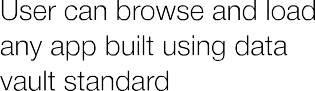 User can browse and load
any app built using data
vault standard